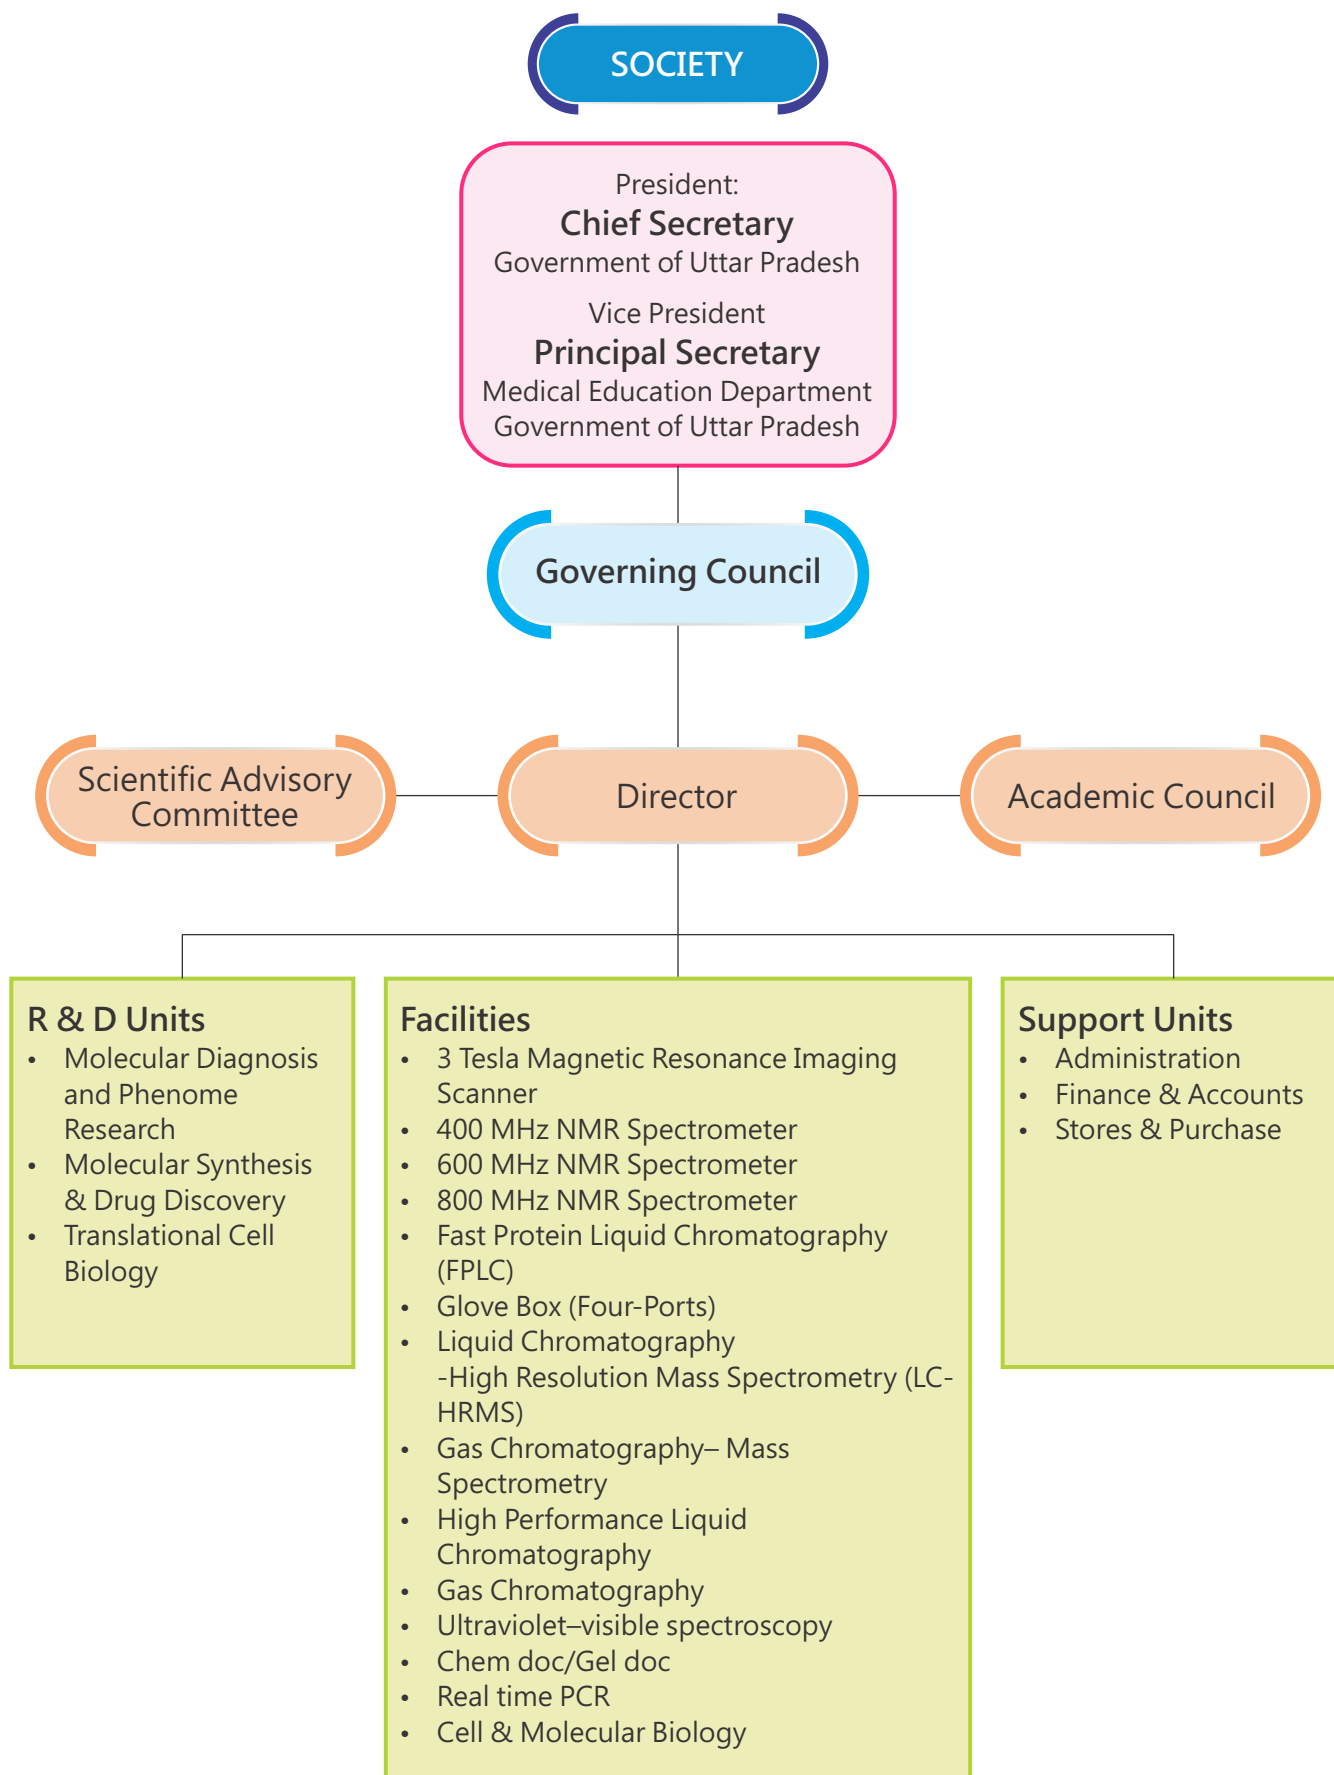 SOCIETY
President:
Chief Secretary
Government of Uttar Pradesh
Vice President
Principal Secretary
Medical Education Department
Government of Uttar Pradesh
Governing Council
Scientific Advisory
Committee
Director
Academic Council
R & D Units
• Molecular Diagnosis
and Phenome
Research
• Molecular Synthesis
& Drug Discovery
• Translational Cell
Biology
Facilities
• 3 Tesla Magnetic Resonance Imaging
Scanner
• 400 MHz NMR Spectrometer
• 600 MHz NMR Spectrometer
• 800 MHz NMR Spectrometer
• Fast Protein Liquid Chromatography
(FPLC)
• Glove Box (Four-Ports)
• Liquid Chromatography
-High Resolution Mass Spectrometry (LC-
HRMS)
• Gas Chromatography– Mass
Spectrometry
• High Performance Liquid
Chromatography
• Gas Chromatography
• Ultraviolet–visible spectroscopy
• Chem doc/Gel doc
• Real time PCR
• Cell & Molecular Biology
Support Units
• Administration
• Finance & Accounts
• Stores & Purchase